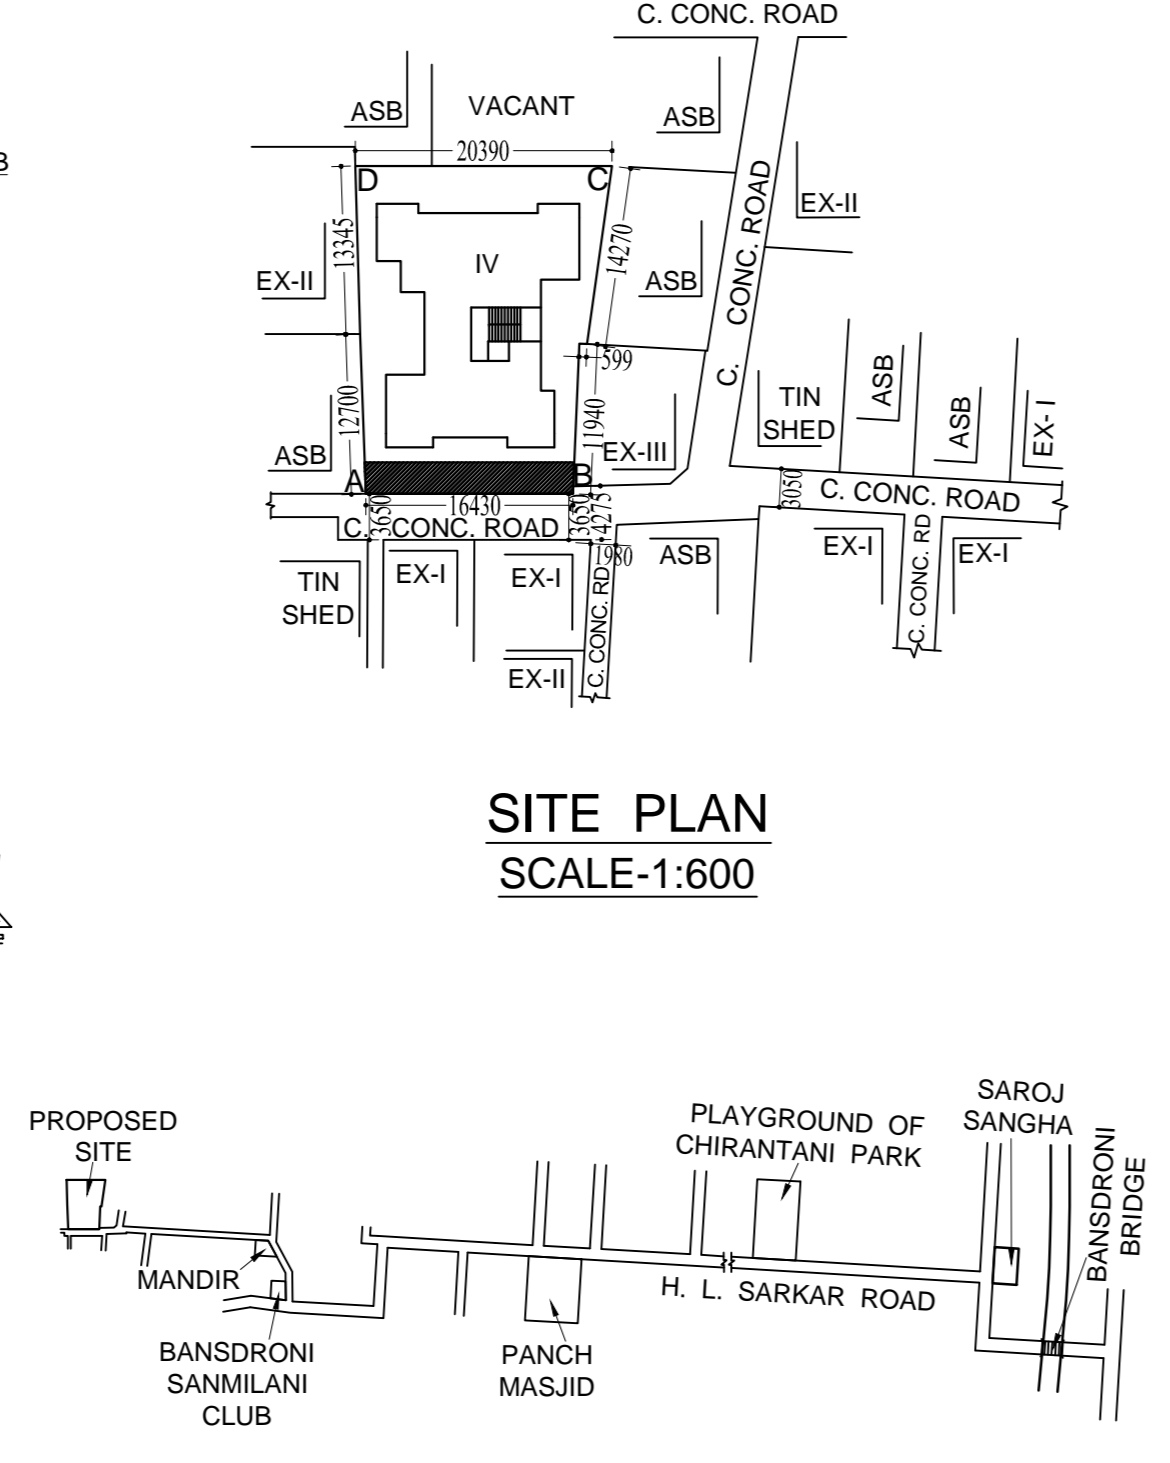 C. CONC. ROAD
ASB
VACANT
ASB
B
20390
D
C
EX-II
C. CONC. ROAD
13345
IV
14270
EX-II
ASB
599
12700
11940
TIN
SHED
ASB
ASB
EX- I
ASB
EX-III
A
B
3050
C. CONC. ROAD
3650
16430
3650
4275
C. CONC. ROAD
1980
ASB
EX-I
C. CONC. RD
EX-I
TIN
SHED
EX-I
EX-I
C. CONC. RD
EX-II
SITE PLAN
SCALE-1:600
PROPOSED
SITE
PLAYGROUND OF
CHIRANTANI PARK
SAROJ
SANGHA
BANSDRONI
BRIDGE
MANDIR
H. L. SARKAR ROAD
BANSDRONI
SANMILANI
CLUB
PANCH
MASJID